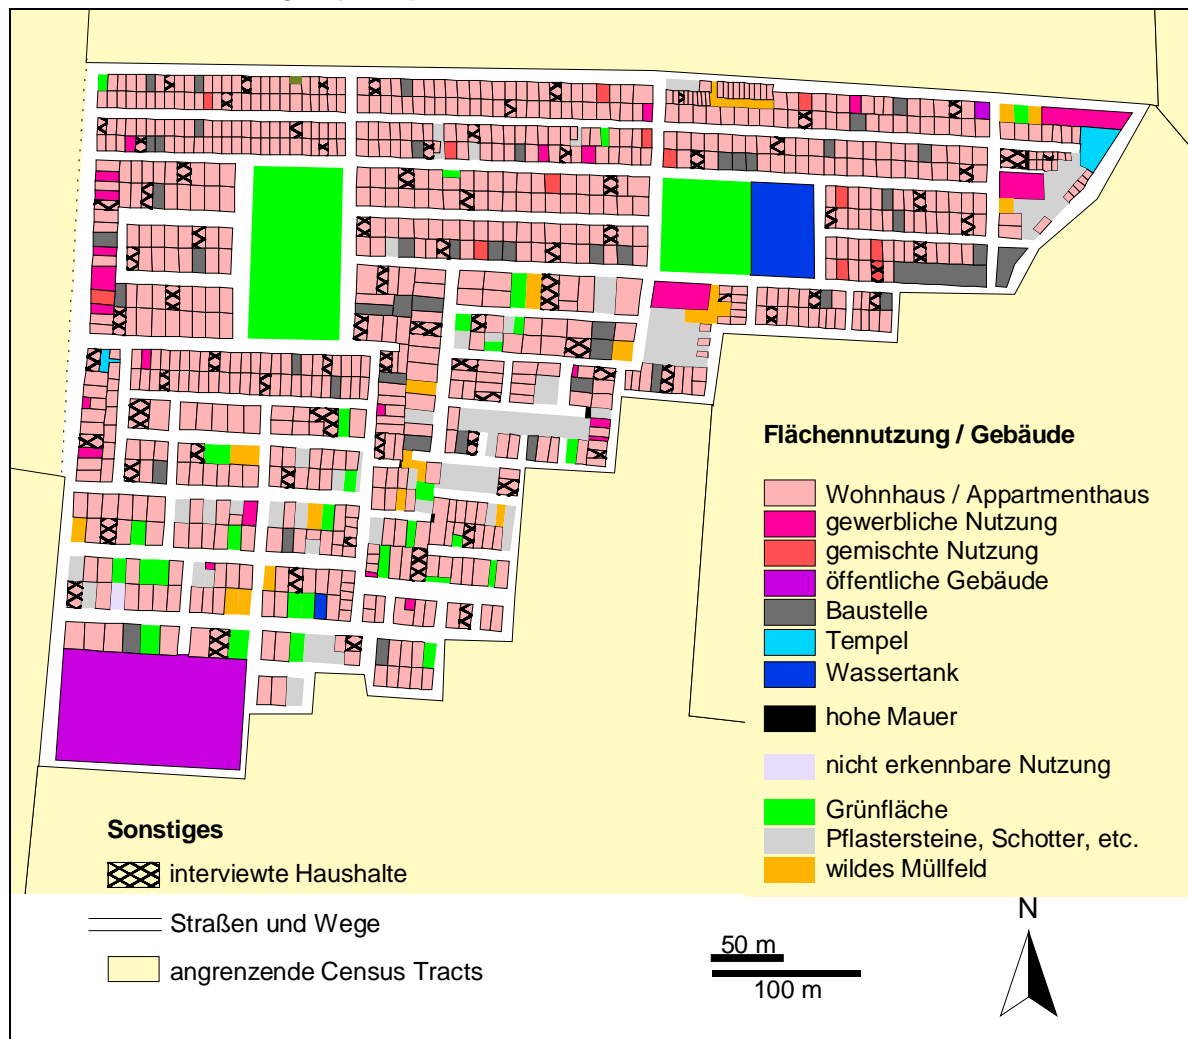 Flächennutzung / Gebäude
Wohnhaus / Appartmenthaus
gewerbliche Nutzung
gemischte Nutzung
öffentliche Gebäude
Baustelle
Tempel
Wassertank
hohe Mauer
nicht erkennbare Nutzung
Grünfläche
Pflastersteine, Schotter, etc.
wildes Müllfeld
Sonstiges
interviewte Haushalte
Straßen und Wege
angrenzende Census Tracts
50 m
100 m
N